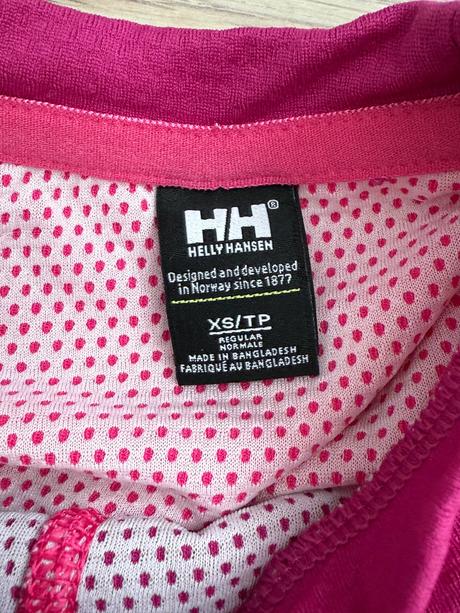 HH®
HELLY HANSEN
Designed and developed
in Norway since 1877
XS/TP
REGULAR
NORMALE
MADE IN BANGLADESH
FABRIQUÉ AU BANGLADESH